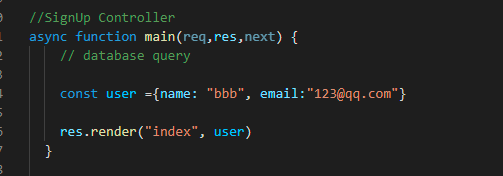 //SignUp Controller
async function main(req,res,next) {
// database query
const user ={name: "bbb", email:"123@qq.com"}
res.render("index", user)
}